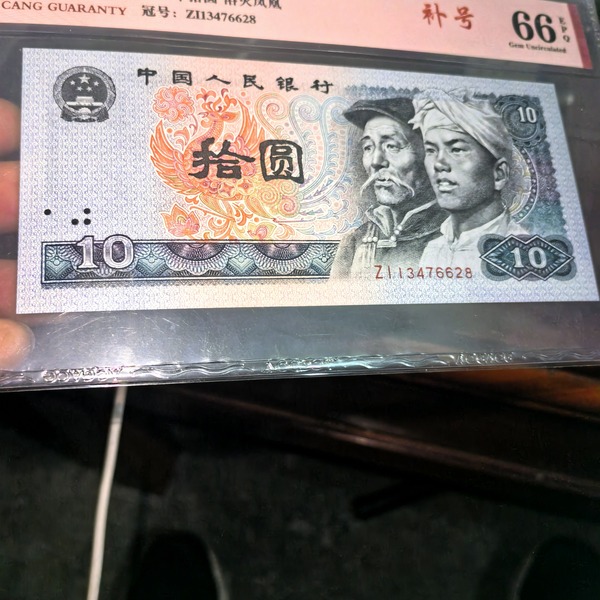 CANG GUARANTY
冠号：ZI13476628
补号
66 EPQ
Gem Uncirculated
中国人民银行
拾圆
10
10
ZI13476628
10